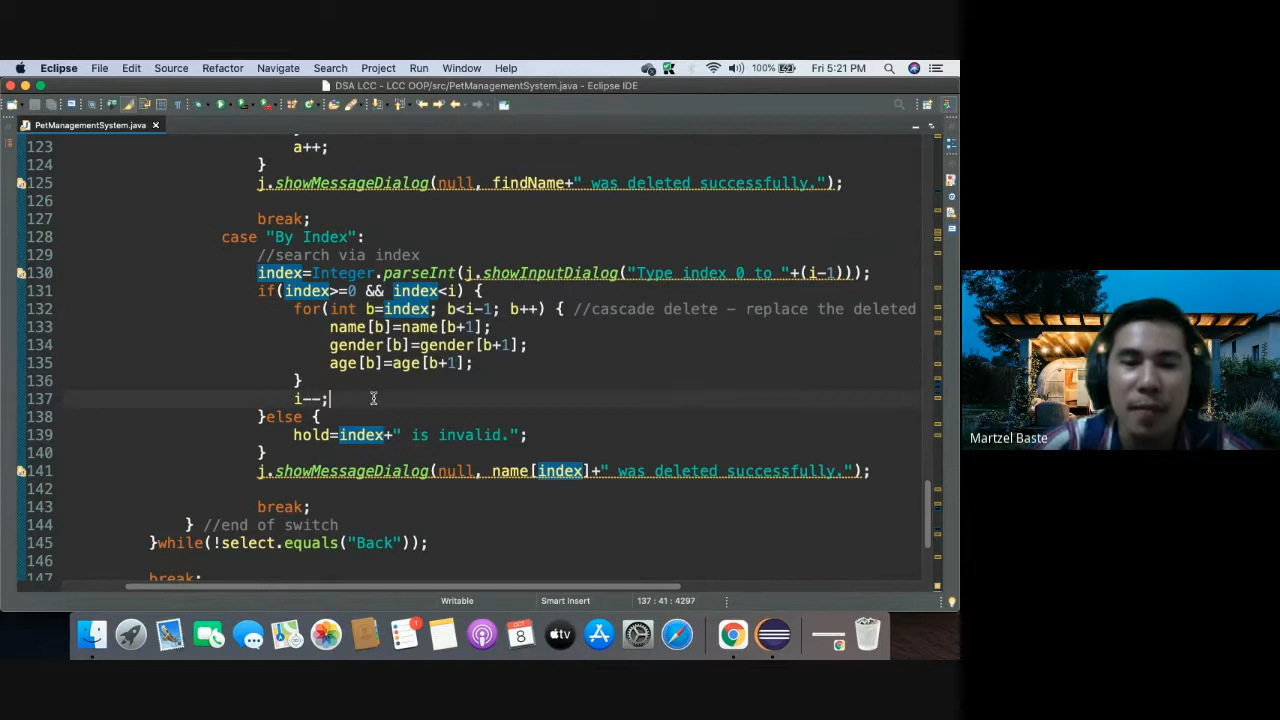 Eclipse File Edit Source Refactor Navigate Search Project Run Window Help 100% Fri 5:21 PM
DSA LCC - LCC OOP/src/PetManagementSystem.java - Eclipse IDE
PetManagementSystem.java
123 a++;
124 }
125 j.showMessageDialog(null, findName+" was deleted successfully.");
126
127 break;
128 case "By Index":
129 //search via index
130 index=Integer.parseInt(j.showInputDialog("Type index 0 to "+(i-1)));
131 if(index>=0 && index<i) {
132 for(int b=index; b<i-1; b++) { //cascade delete - replace the deleted
133 name[b]=name[b+1];
134 gender[b]=gender[b+1];
135 age[b]=age[b+1];
136 }
137 i--;
138 }else {
139 hold=index+" is invalid.";
140 }
141 j.showMessageDialog(null, name[index]+" was deleted successfully.");
142
143 break;
144 } //end of switch
145 }while(!select.equals("Back"));
146
147 break;
Writable Smart Insert 137 : 41 : 4297
1
OCT
8
tv
Martzel Baste